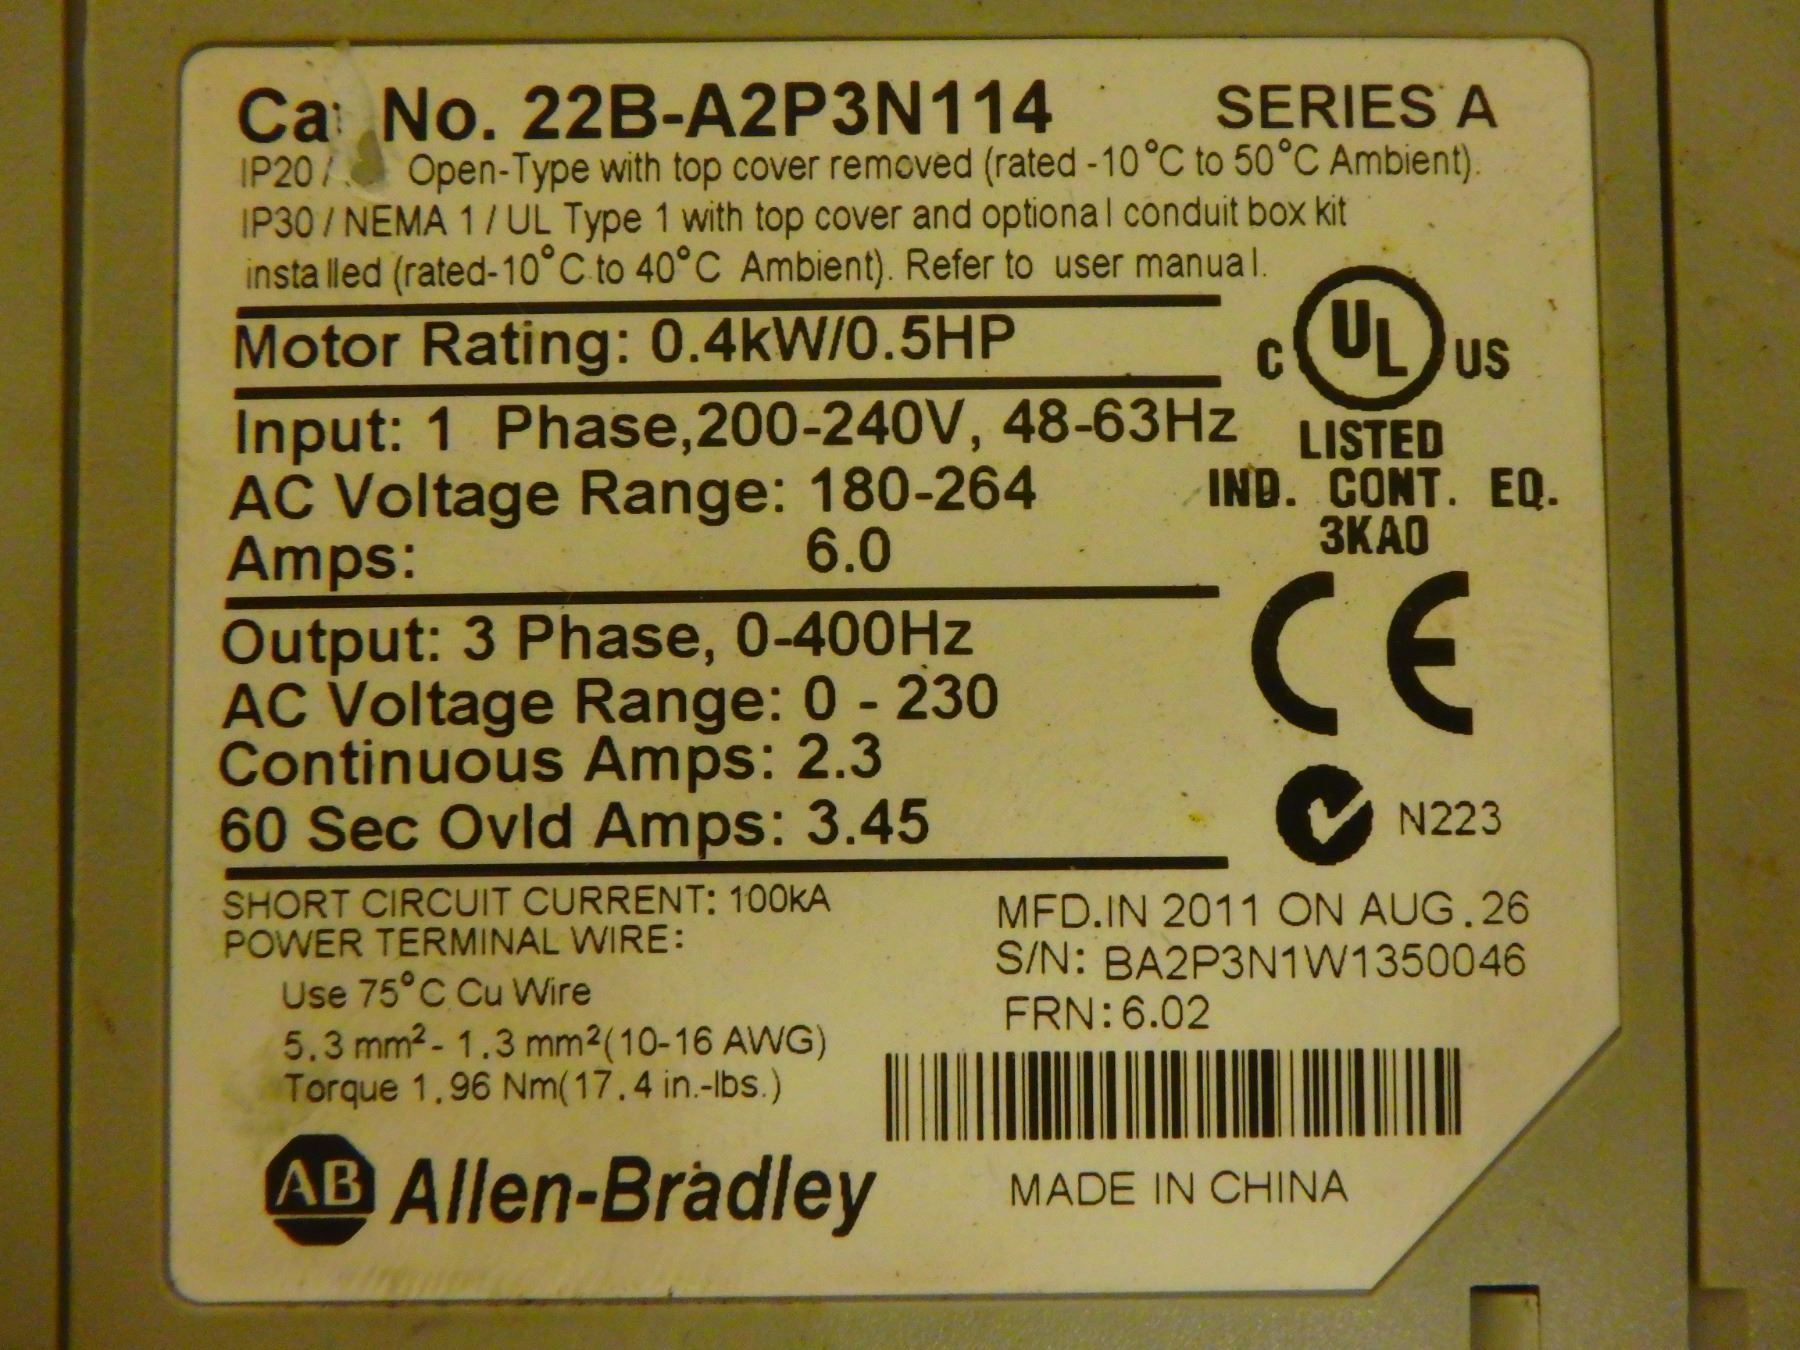 Ca No. 22B-A2P3N114 SERIES A
IP20 / Open-Type with top cover removed (rated -10°C to 50°C Ambient).
IP30 / NEMA 1 / UL Type 1 with top cover and optional conduit box kit
installed (rated-10°C to 40°C Ambient). Refer to user manual.
Motor Rating: 0.4kW/0.5HP
C UL US
LISTED
IND. CONT. EQ.
3KA0
Input: 1 Phase,200-240V, 48-63Hz
AC Voltage Range: 180-264
Amps: 6.0
Output: 3 Phase, 0-400Hz
AC Voltage Range: 0 - 230
Continuous Amps: 2.3
60 Sec Ovld Amps: 3.45
CE
N223
SHORT CIRCUIT CURRENT: 100kA
POWER TERMINAL WIRE:
Use 75°C Cu Wire
5.3 mm²- 1.3 mm²(10-16 AWG)
Torque 1.96 Nm(17.4 in.-lbs.)
MFD.IN 2011 ON AUG.26
S/N: BA2P3N1W1350046
FRN:6.02
AB Allen-Bradley
MADE IN CHINA